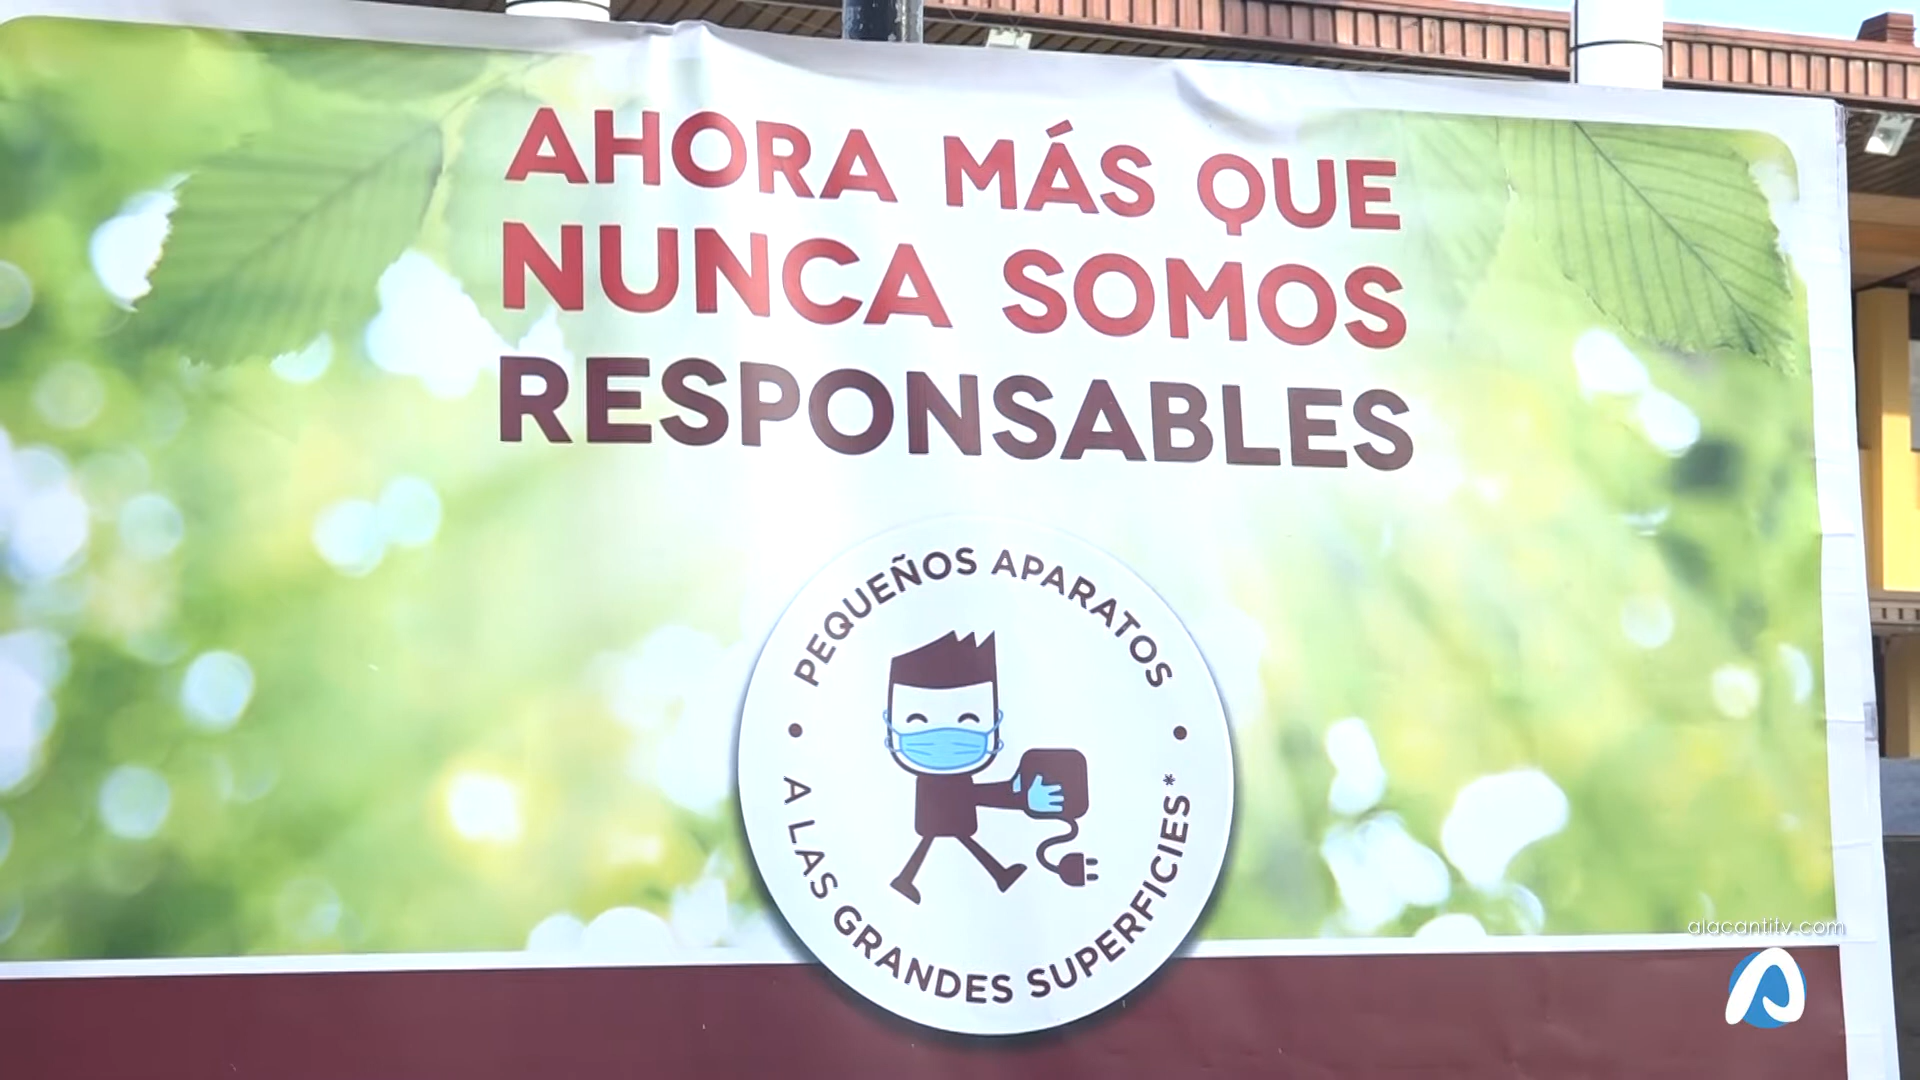 AHORA MÁS QUE
NUNCA SOMOS
RESPONSABLES
PEQUEÑOS APARATOS
A LAS GRANDES SUPERFICIES*
alacantitv.com